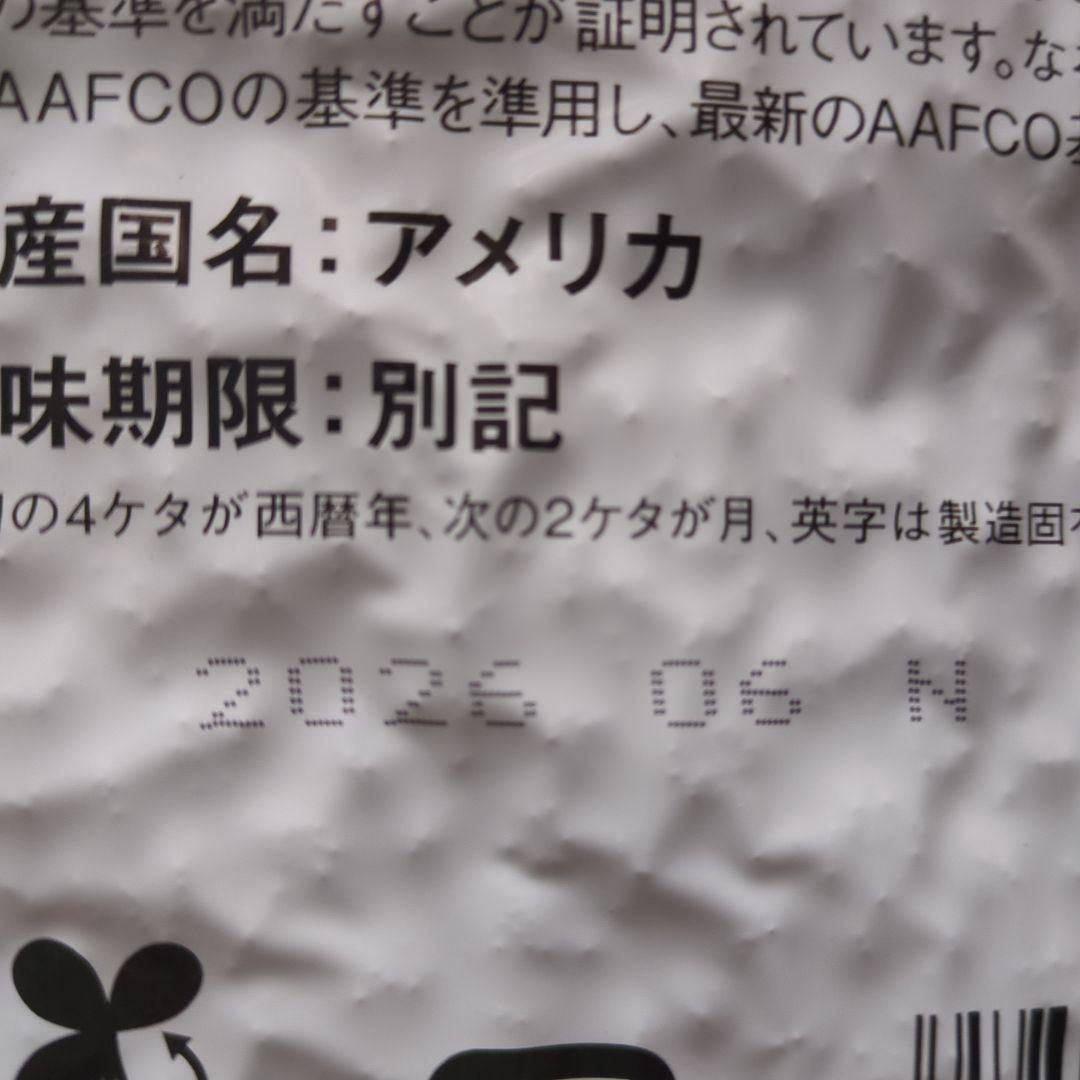 の基準を満たすことが証明されています。なお
AAFCOの基準を準用し、最新のAAFCO基
産国名：アメリカ
味期限：別記
の4ケタが西暦年、次の2ケタが月、英字は製造固
2026 06 N